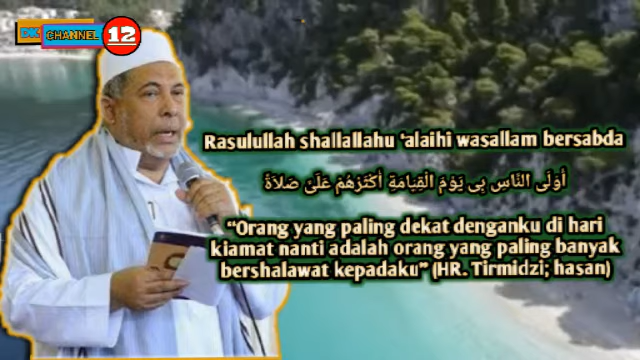 DK CHANNEL 12
Rasulullah shallallahu 'alaihi wasallam bersabda
أَوْلَى النَّاسِ بِى يَوْمَ الْقِيَامَةِ أَكْثَرُهُمْ عَلَىَّ صَلاَةً
"Orang yang paling dekat denganku di hari
kiamat nanti adalah orang yang paling banyak
bershalawat kepadaku" (HR. Tirmidzi; hasan)